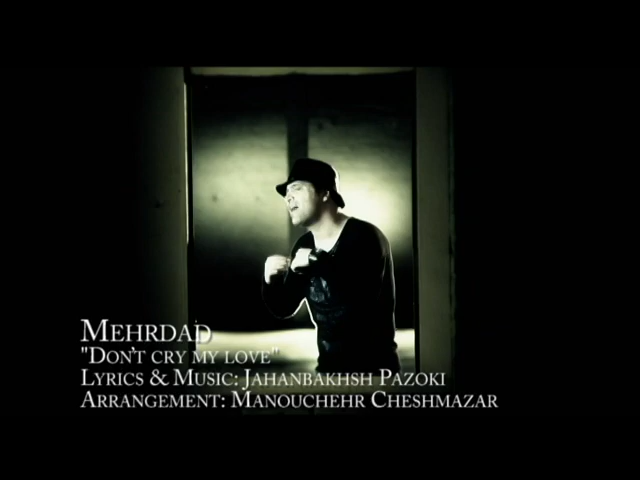 Mehrdad
"Don't cry my love"
Lyrics & Music: Jahanbakhsh Pazoki
Arrangement: Manouchehr Cheshmazar